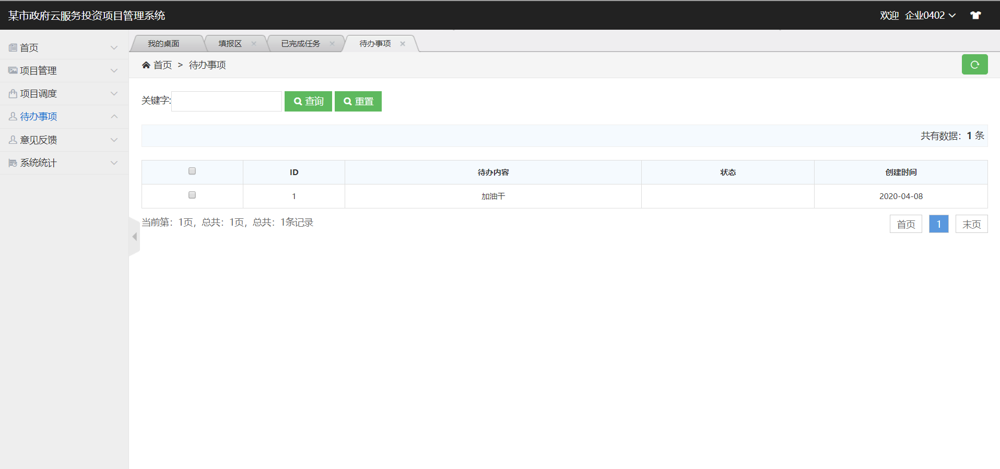 某市政府云服务投资项目管理系统
欢迎 企业0402
首页
项目管理
项目调度
待办事项
意见反馈
系统统计
我的桌面 填报区 已完成任务 待办事项
首页 > 待办事项
关键字: 查询 重置
共有数据：1 条
ID 待办内容 状态 创建时间
1 加油干 2020-04-08
当前第：1页，总共：1页，总共：1条记录
首页 1 末页